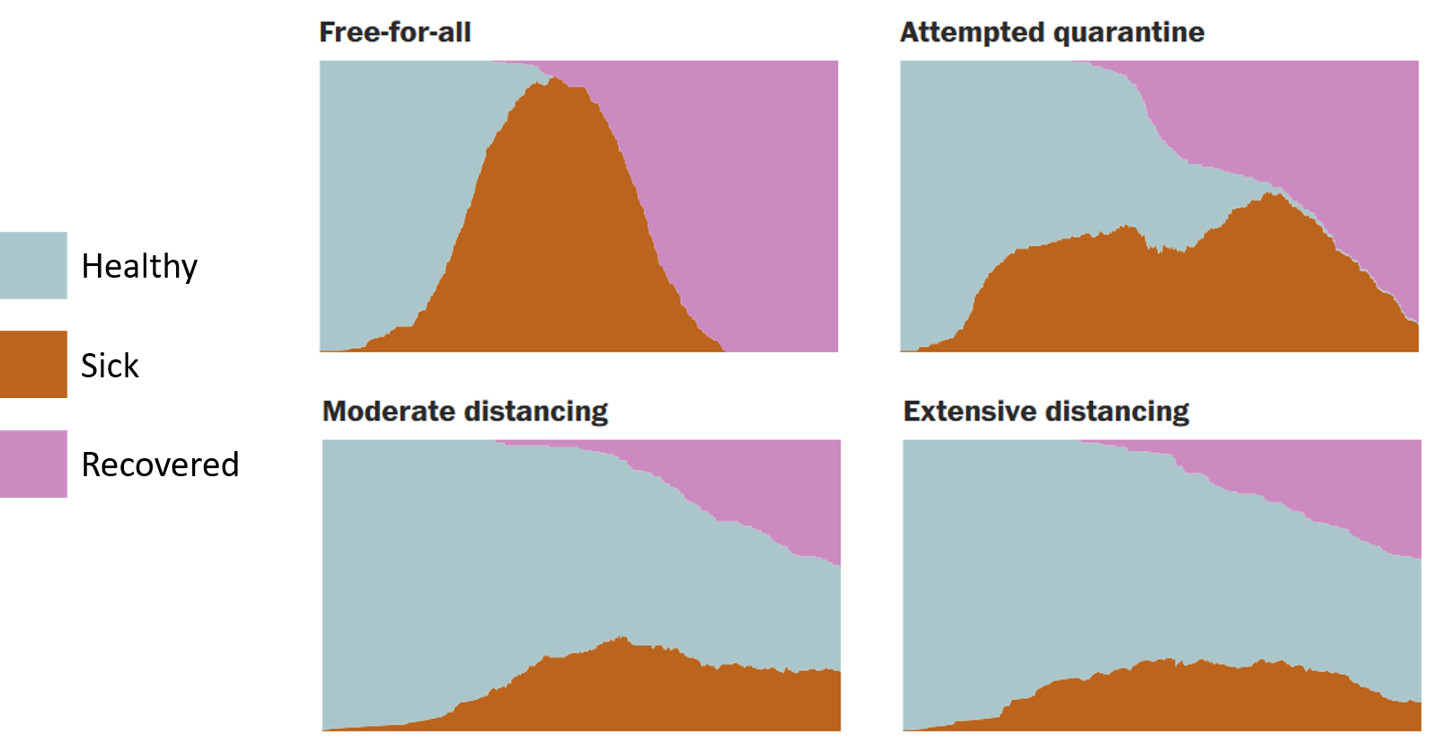 Free-for-all
Attempted quarantine
Healthy
Sick
Recovered
Moderate distancing
Extensive distancing